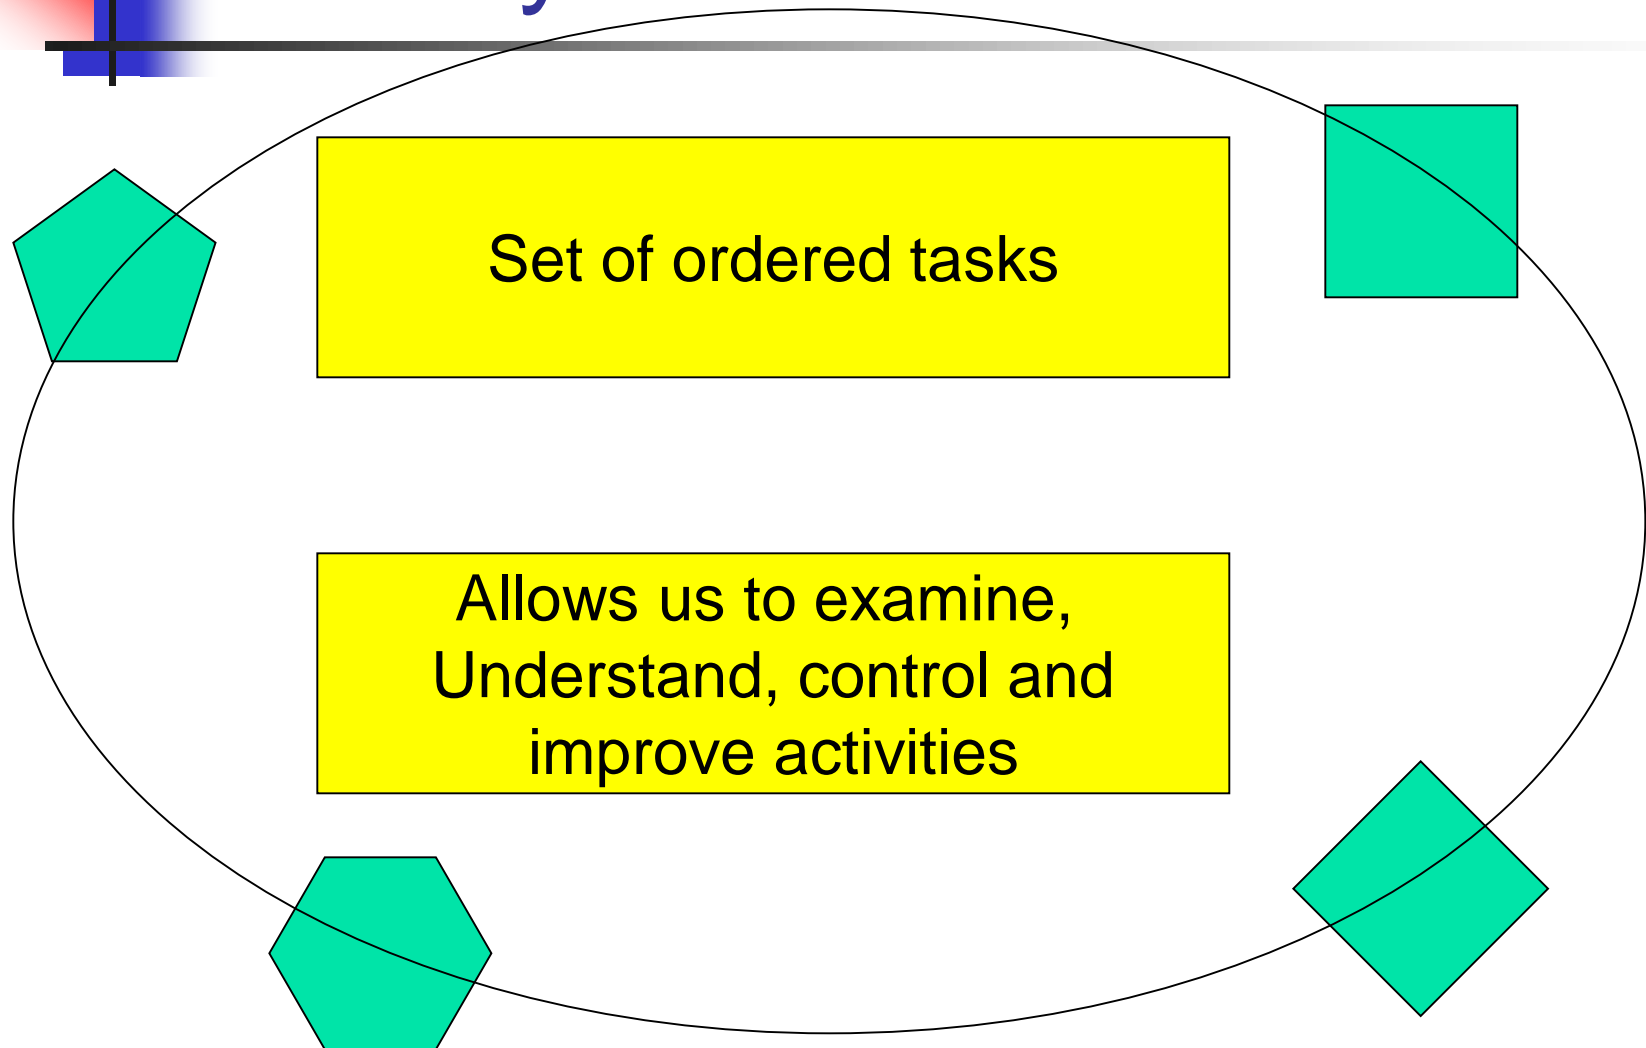 Set of ordered tasks
Allows us to examine,
Understand, control and
improve activities